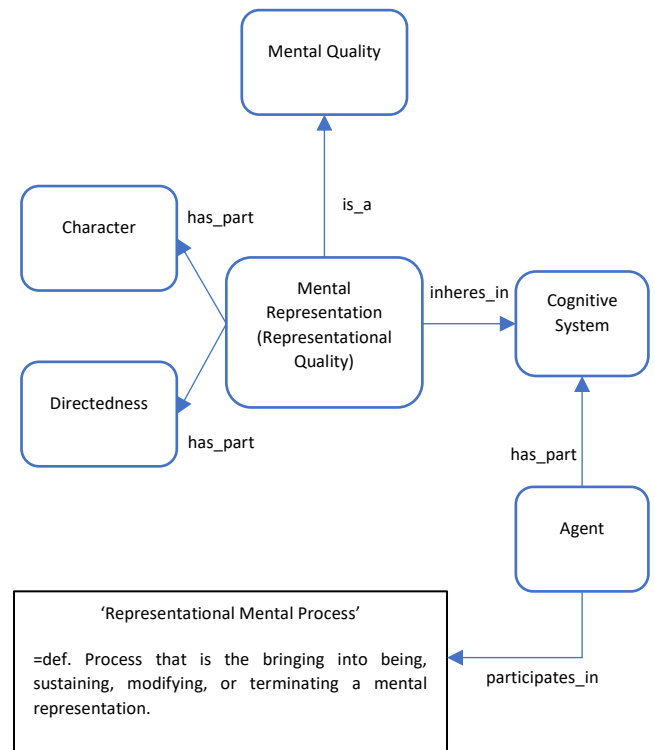 Mental Quality
is_a
Character
has_part
Mental
Representation
(Representational
Quality)
inheres_in
Cognitive
System
Directedness
has_part
has_part
Agent
‘Representational Mental Process’
=def. Process that is the bringing into being,
sustaining, modifying, or terminating a mental
representation.
participates_in